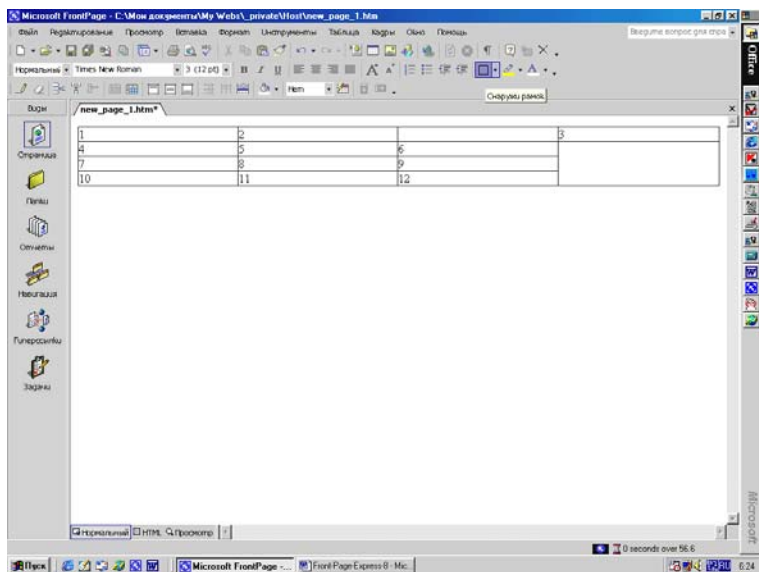 Microsoft FrontPage - C:\Мои документы\My Webs\_private\Host\new_page_1.htm
Файл Редактирование Просмотр Вставка Формат Инструменты Таблица Кадры Окно Помощь
Введите вопрос для спра
Нормальный Times New Roman 3 (12 pt)
Нет
Снаружи рамок
Виды new_page_1.htm*
1 2 3
4 5 6
7 8 9
10 11 12
Страница
Папки
Отчеты
Навигация
Гиперссылки
Задачи
Office
Microsoft
Нормальный HTML Просмотр
0 seconds over 56.6
Пуск Microsoft FrontPage -... Front-Page-Express-8 - Mic... 6:24